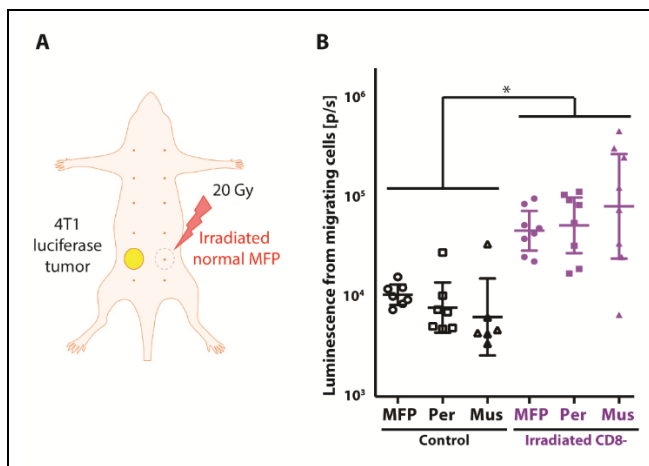 A
4T1
luciferase
tumor
20 Gy
Irradiated
normal MFP
B
Luminescence from migrating cells [p/s]
10⁶
10⁵
10⁴
10³
*
MFP Per Mus MFP Per Mus
Control Irradiated CD8-